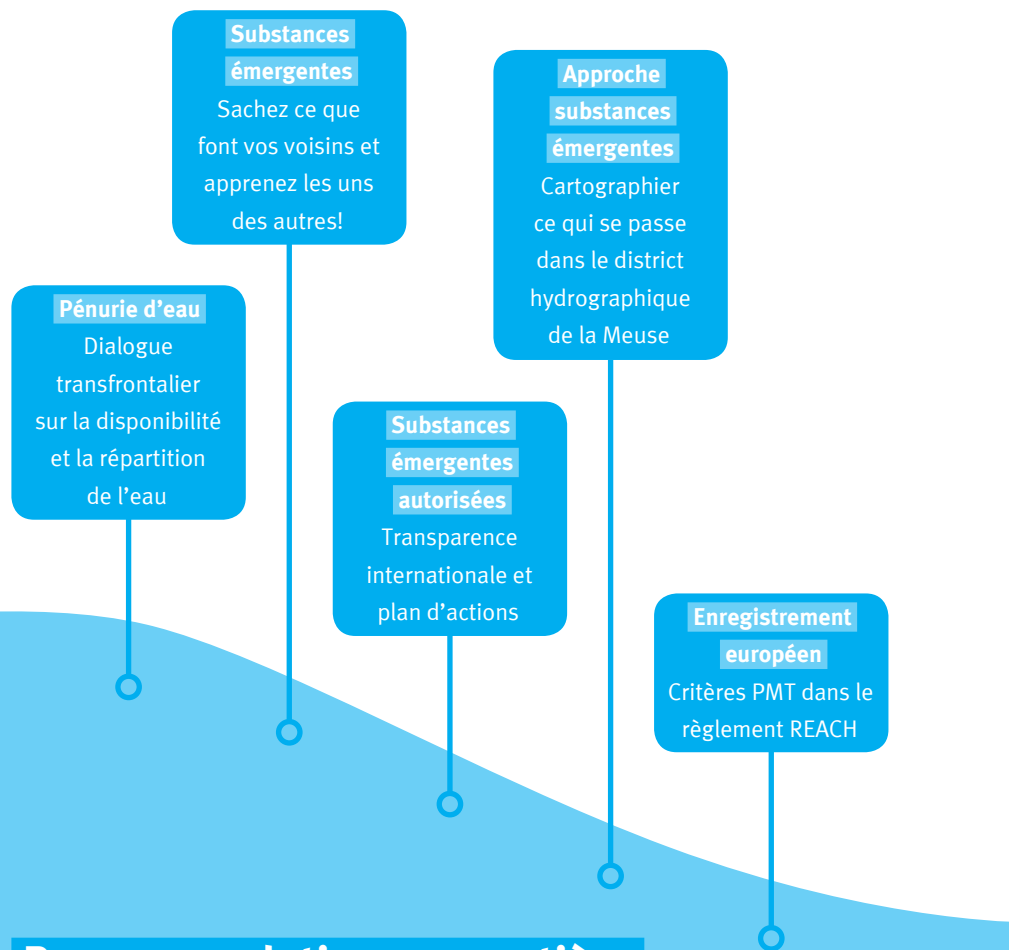 Substances
émergentes
Sachez ce que
font vos voisins et
apprenez les uns
des autres!
Approche
substances
émergentes
Cartographier
ce qui se passe
dans le district
hydrographique
de la Meuse
Pénurie d’eau
Dialogue
transfrontalier
sur la disponibilité
et la répartition
de l’eau
Substances
émergentes
autorisées
Transparence
internationale et
plan d’actions
Enregistrement
européen
Critères PMT dans le
règlement REACH